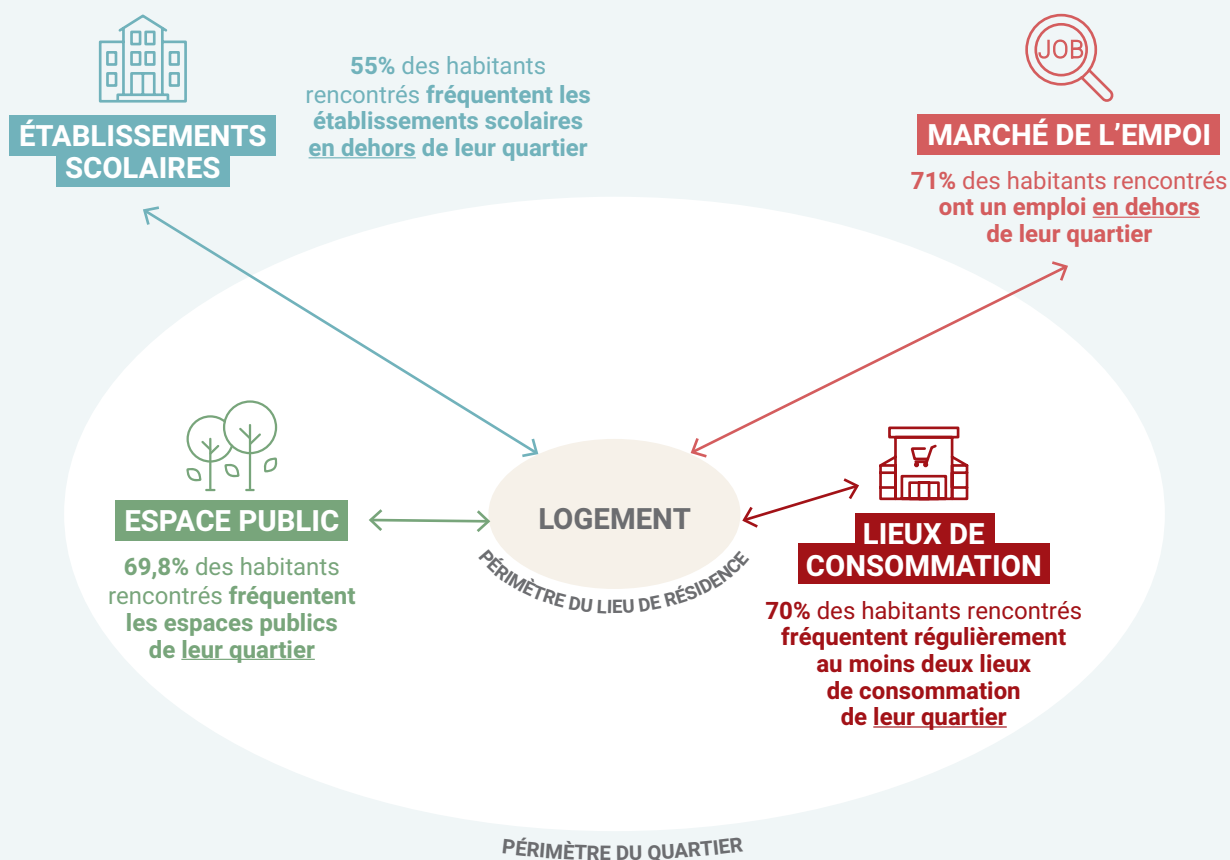 ÉTABLISSEMENTS
SCOLAIRES
55% des habitants
rencontrés fréquentent les
établissements scolaires
en dehors de leur quartier
JOB
MARCHÉ DE L'EMPOI
71% des habitants rencontrés
ont un emploi en dehors
de leur quartier
ESPACE PUBLIC
69,8% des habitants
rencontrés fréquentent
les espaces publics
de leur quartier
LOGEMENT
PÉRIMÈTRE DU LIEU DE RÉSIDENCE
LIEUX DE
CONSOMMATION
70% des habitants rencontrés
fréquentent régulièrement
au moins deux lieux
de consommation
de leur quartier
PÉRIMÈTRE DU QUARTIER